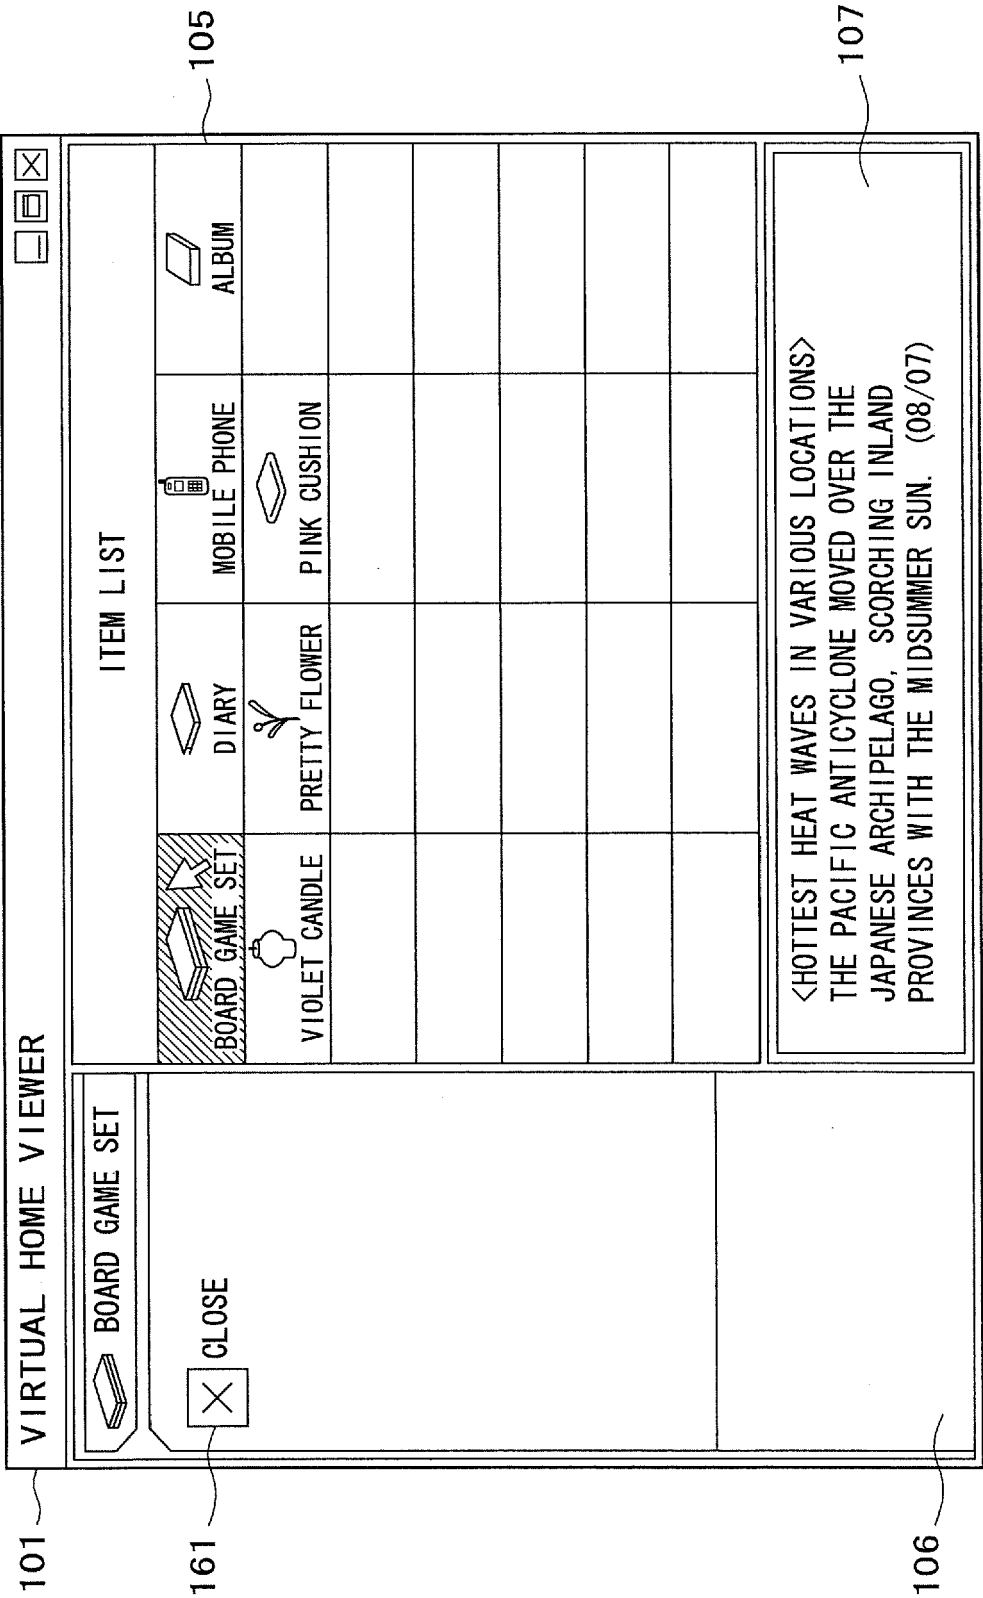 101
VIRTUAL HOME VIEWER
BOARD GAME SET
161
CLOSE
106
ITEM LIST
105
BOARD GAME SET
DIARY
MOBILE PHONE
ALBUM
VIOLET CANDLE
PRETTY FLOWER
PINK CUSHION
107
<HOTTEST HEAT WAVES IN VARIOUS LOCATIONS>
THE PACIFIC ANTICYCLONE MOVED OVER THE
JAPANESE ARCHIPELAGO, SCORCHING INLAND
PROVINCES WITH THE MIDSUMMER SUN. (08/07)